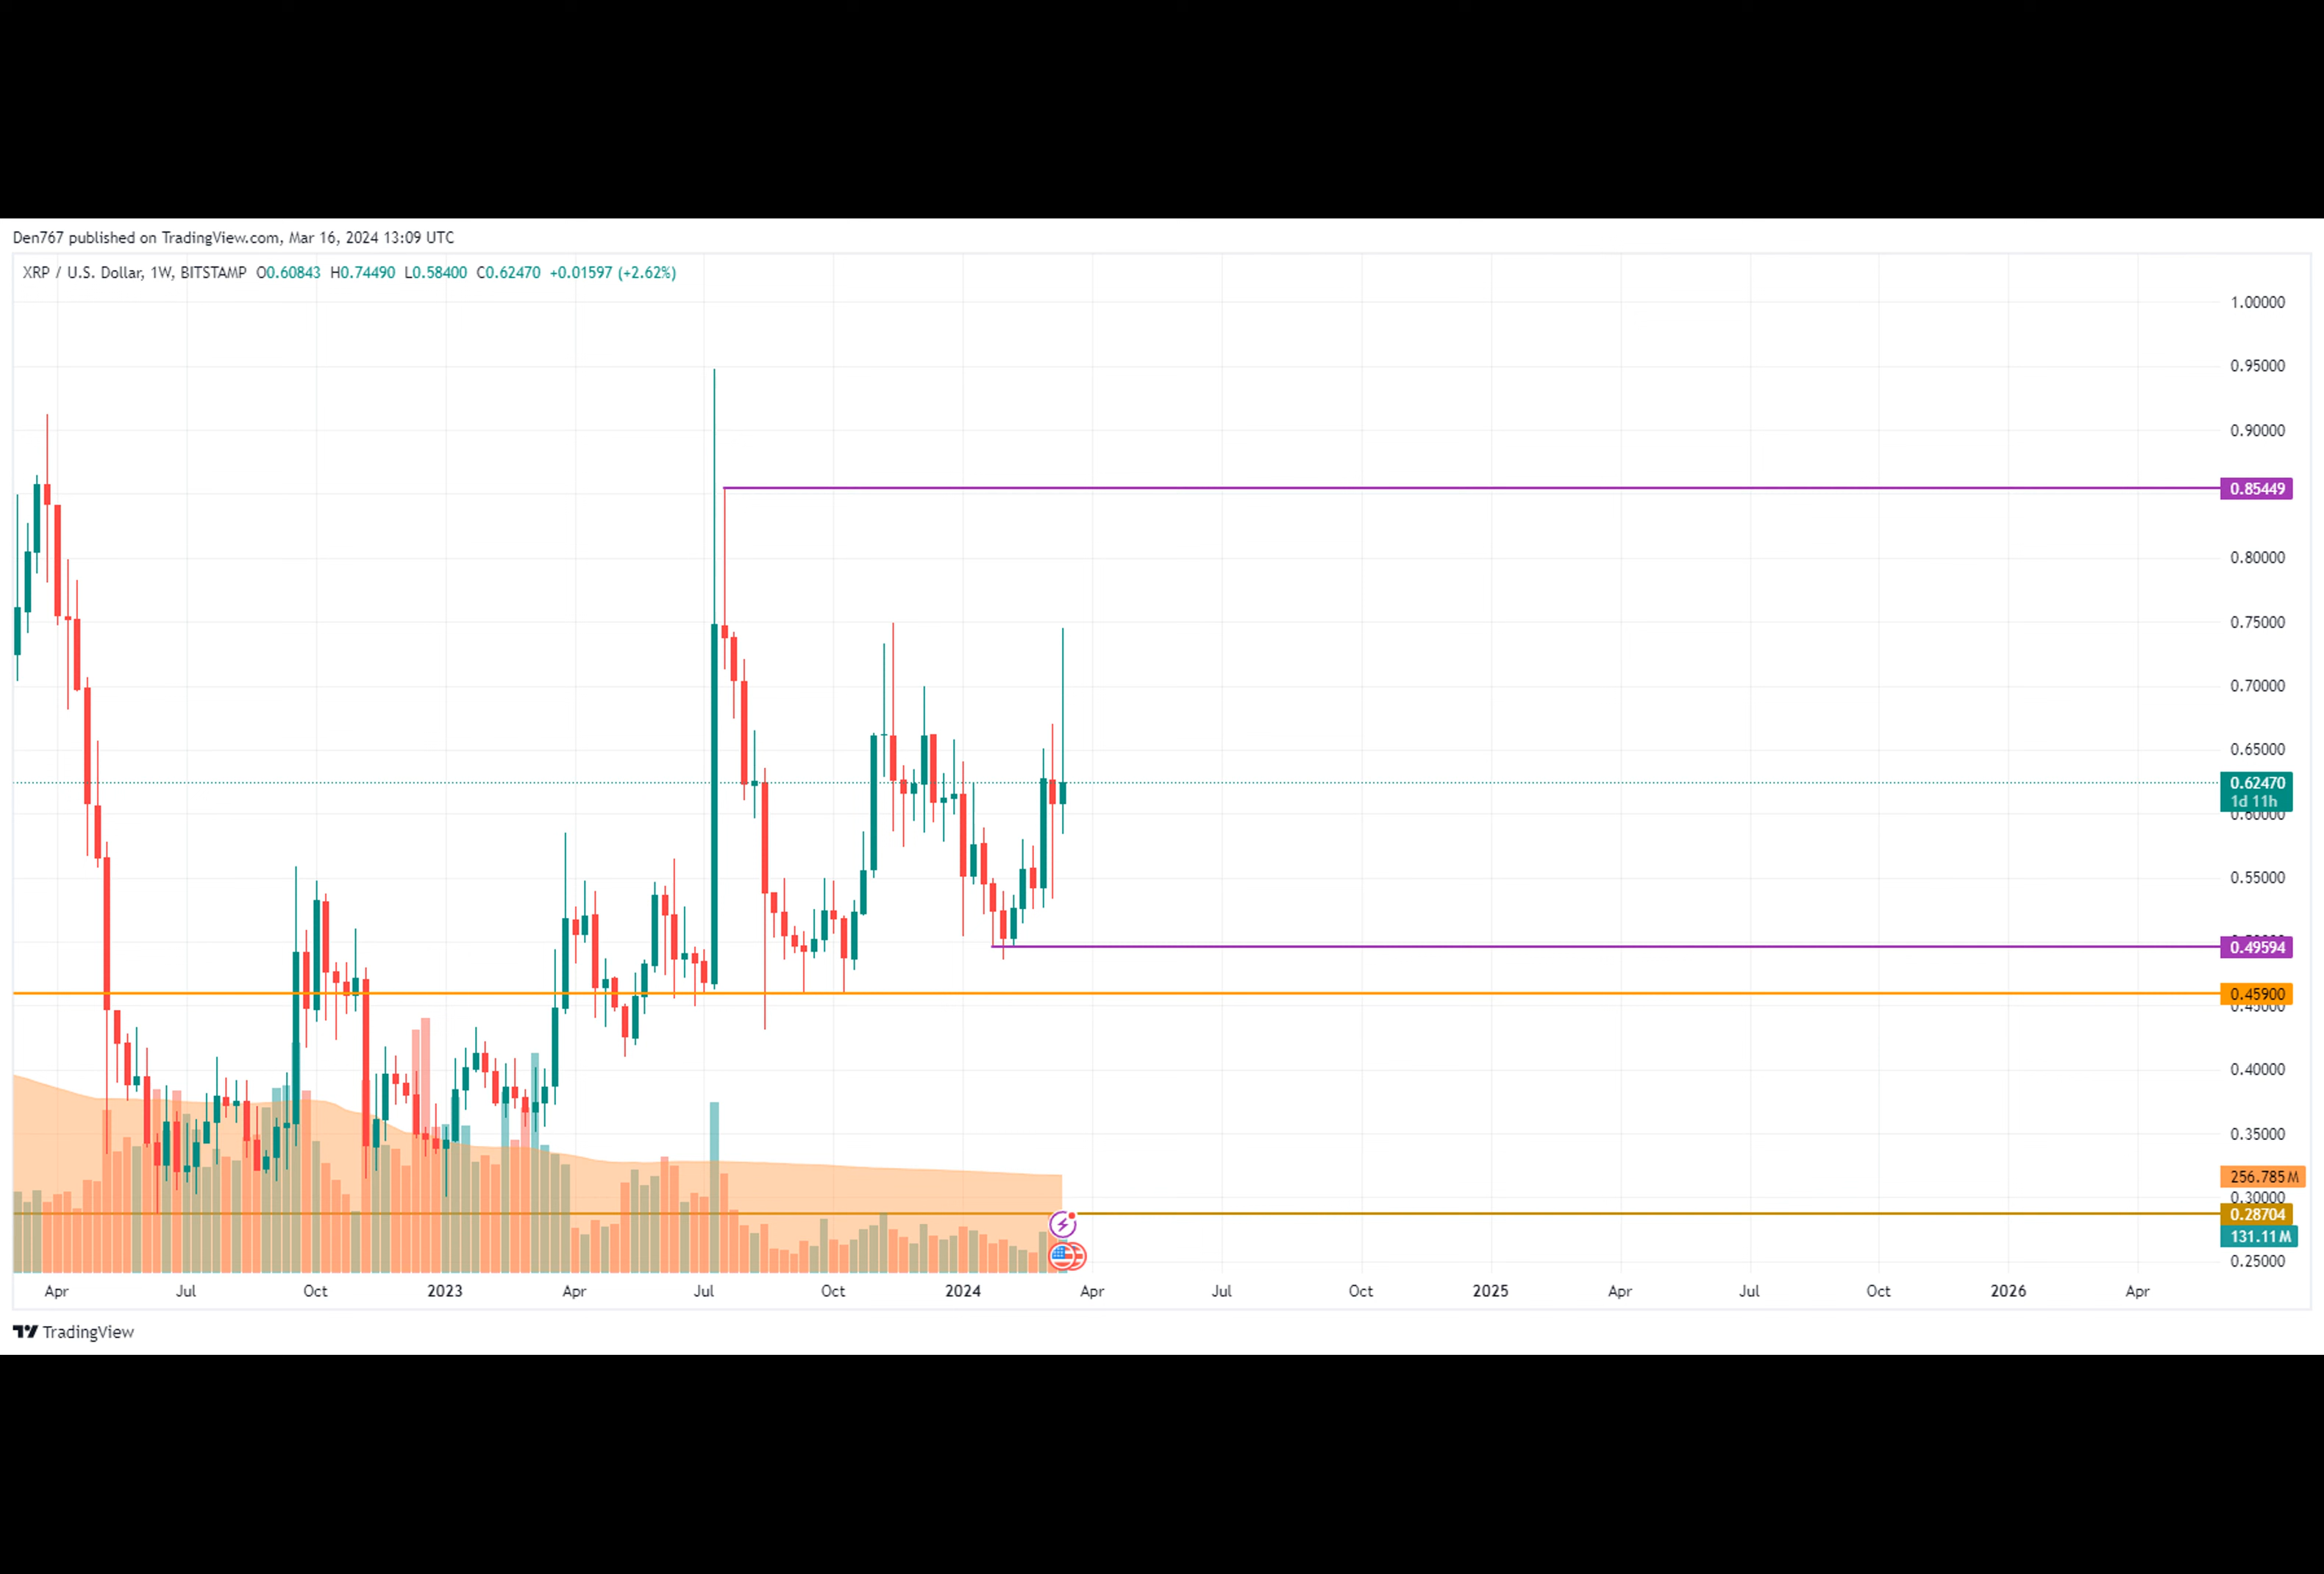 Den767 published on TradingView.com, Mar 16, 2024 13:09 UTC
XRP / U.S. Dollar, 1W, BITSTAMP O0.60843 H0.74490 L0.58400 C0.62470 +0.01597 (+2.62%)
1.00000
0.95000
0.90000
0.85449
0.80000
0.75000
0.70000
0.65000
0.62470
1d 11h
0.60000
0.55000
0.49594
0.45900
0.45000
0.40000
0.35000
256.785M
0.30000
0.28704
131.11M
0.25000
Apr Jul Oct 2023 Apr Jul Oct 2024 Apr Jul Oct 2025 Apr Jul Oct 2026 Apr
TradingView